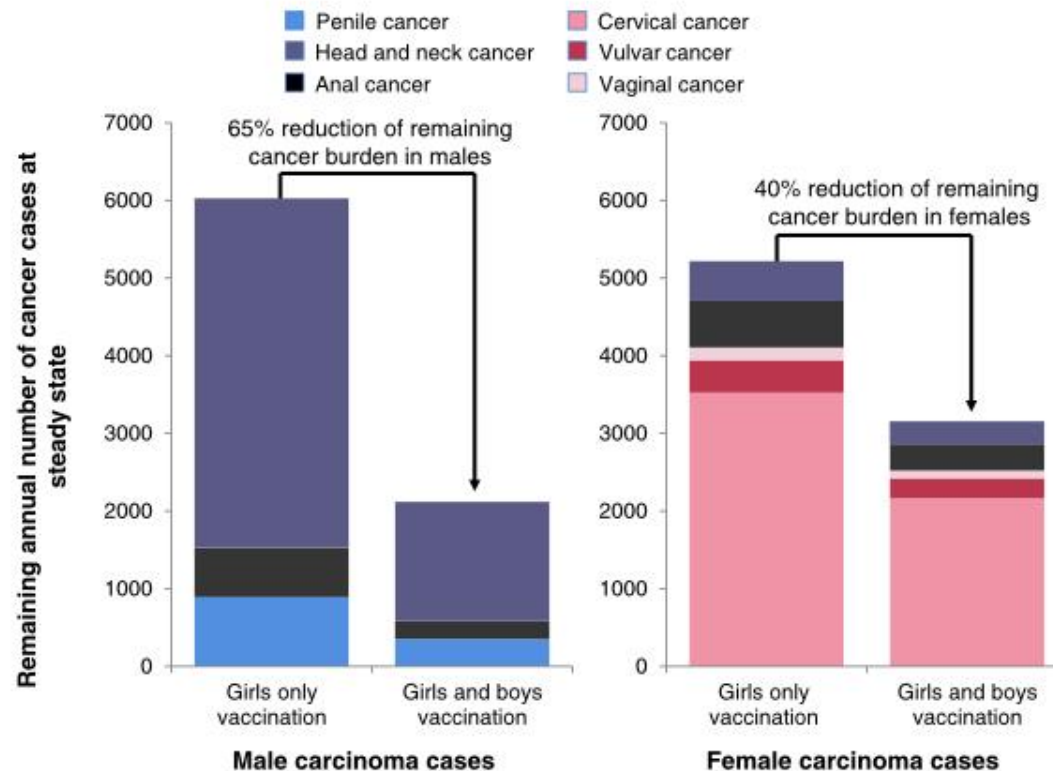 Penile cancer
Head and neck cancer
Anal cancer
Cervical cancer
Vulvar cancer
Vaginal cancer
Remaining annual number of cancer cases at
steady state
7000
6000
5000
4000
3000
2000
1000
0
65% reduction of remaining
cancer burden in males
Girls only
vaccination
Girls and boys
vaccination
Male carcinoma cases
7000
6000
5000
4000
3000
2000
1000
0
40% reduction of remaining
cancer burden in females
Girls only
vaccination
Girls and boys
vaccination
Female carcinoma cases